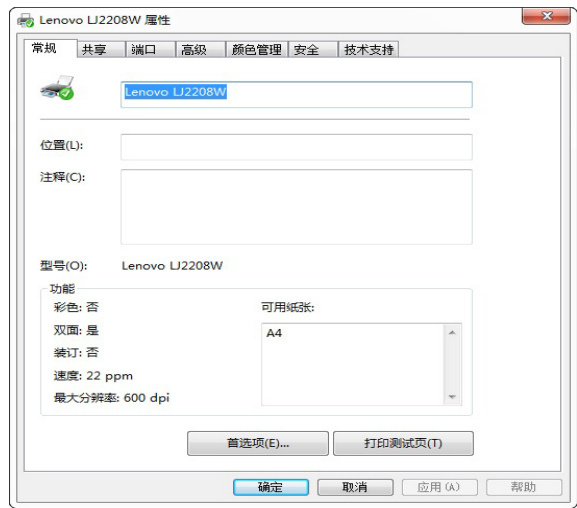 Lenovo LJ2208W 属性
常规 共享 端口 高级 颜色管理 安全 技术支持
Lenovo LJ2208W
位置(L):
注释(C):
型号(O): Lenovo LJ2208W
功能
彩色: 否 可用纸张:
双面: 是 A4
装订: 否
速度: 22 ppm
最大分辨率: 600 dpi
首选项(E)... 打印测试页(T)
确定 取消 应用(A) 帮助